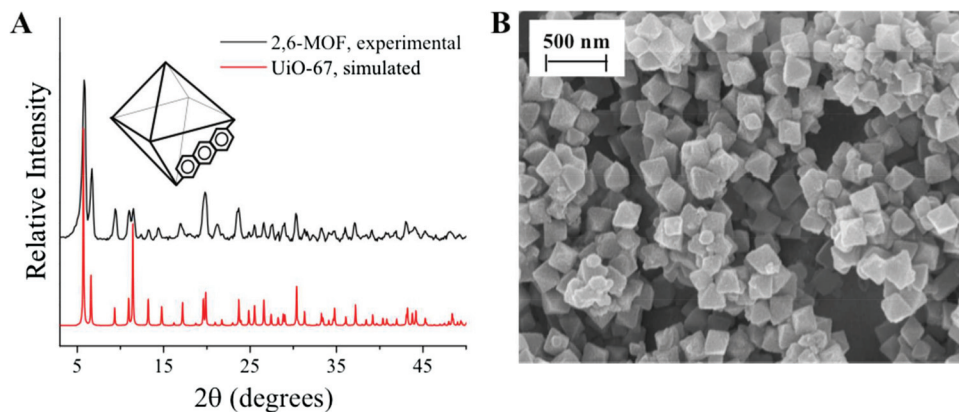 A
2,6-MOF, experimental
UiO-67, simulated
Relative Intensity
5
15
25
35
45
2θ (degrees)
B
500 nm